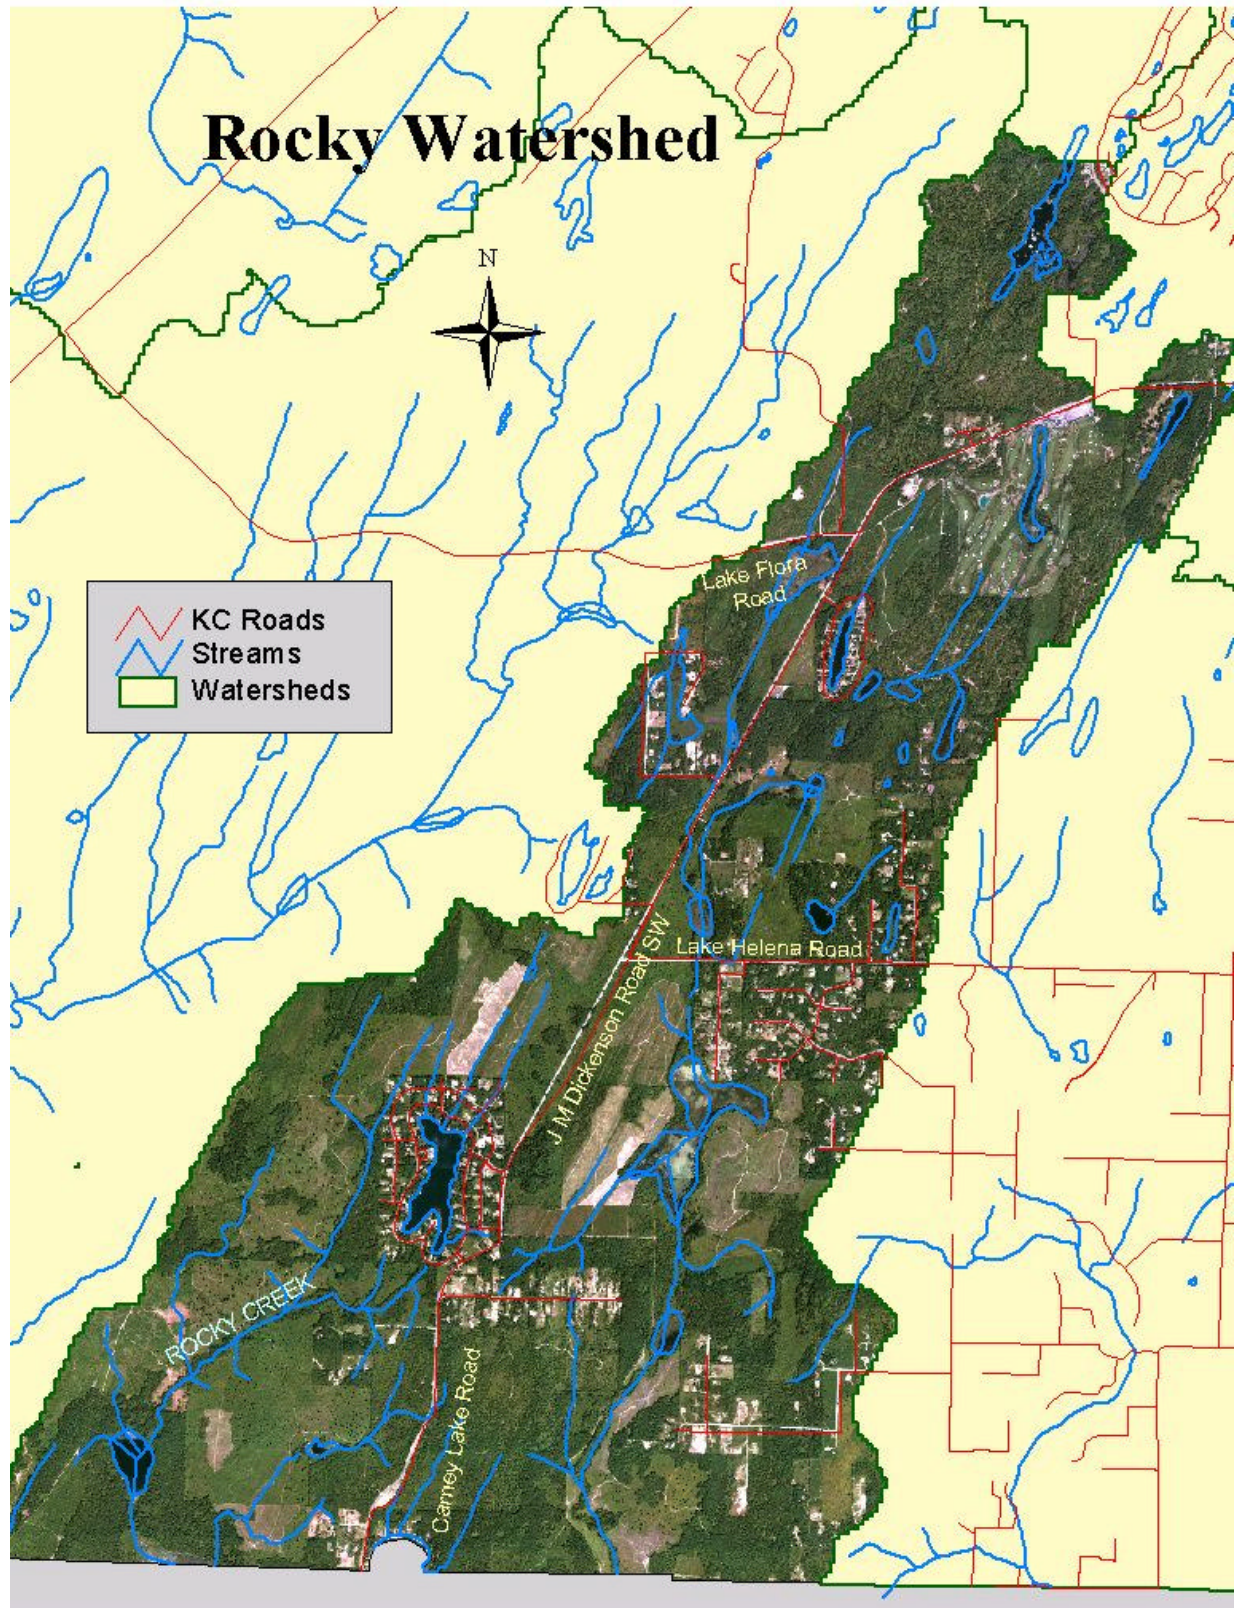 Rocky Watershed
N
Lake Flora
Road
KC Roads
Streams
Watersheds
Lake Helena Road
J M Dickenson Road SW
ROCKY CREEK
Carney Lake Road